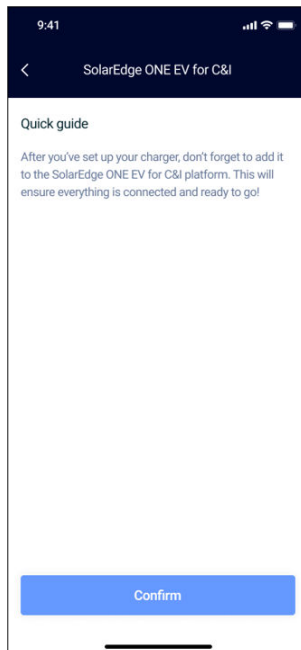 9:41
SolarEdge ONE EV for C&I
Quick guide
After you've set up your charger, don't forget to add it
to the SolarEdge ONE EV for C&I platform. This will
ensure everything is connected and ready to go!
Confirm